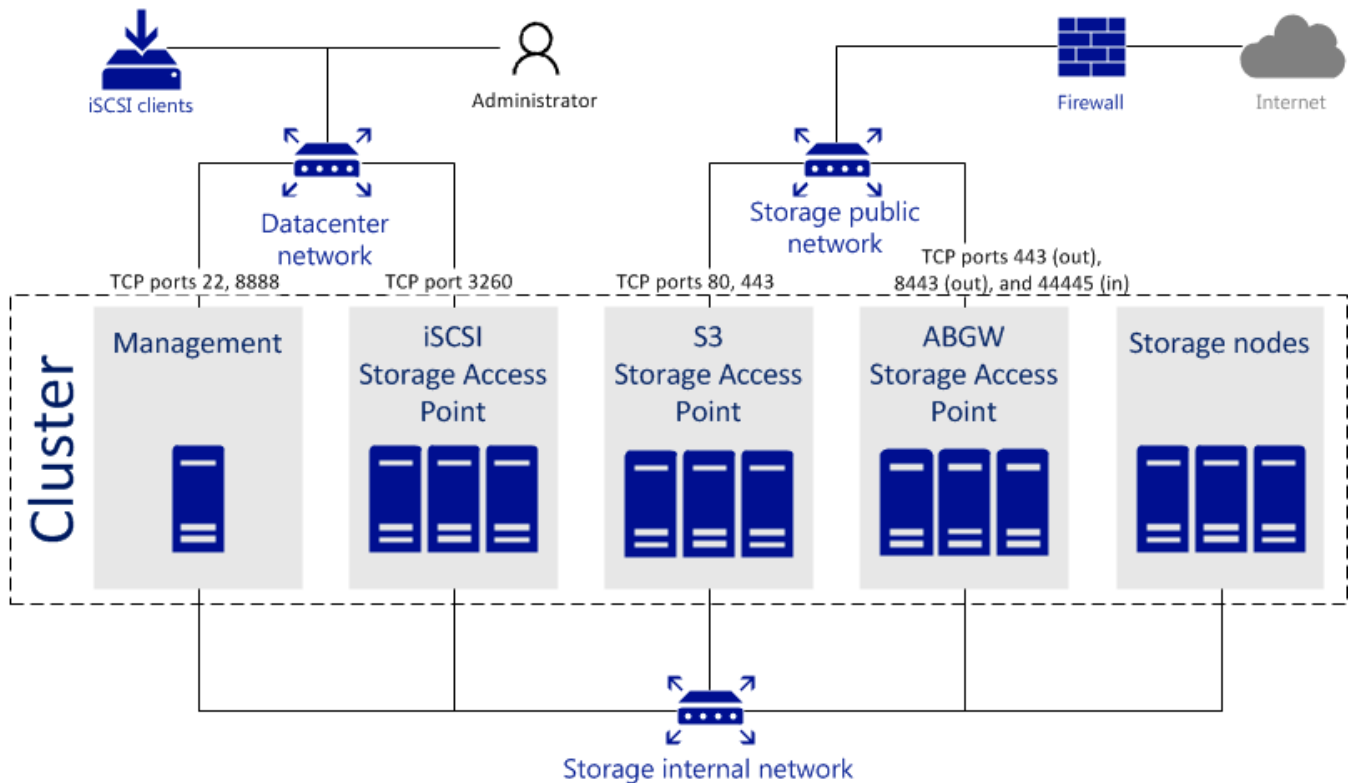 iSCSI clients
Administrator
Firewall
Internet
Datacenter
network
Storage public
network
TCP ports 22, 8888
TCP port 3260
TCP ports 80, 443
TCP ports 443 (out),
8443 (out), and 44445 (in)
Cluster
Management
iSCSI
Storage Access
Point
S3
Storage Access
Point
ABGW
Storage Access
Point
Storage nodes
Storage internal network